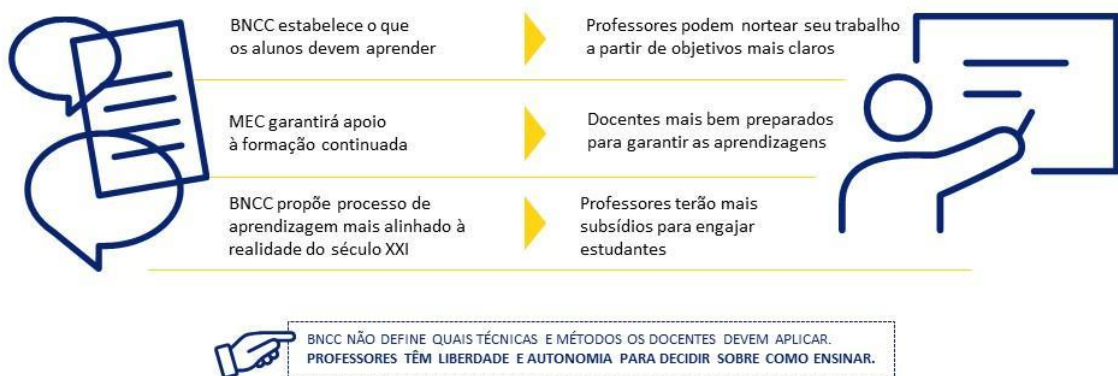 BNCC estabelece o que
os alunos devem aprender
Professores podem nortear seu trabalho
a partir de objetivos mais claros
MEC garantirá apoio
à formação continuada
Docentes mais bem preparados
para garantir as aprendizagens
BNCC propõe processo de
aprendizagem mais alinhado à
realidade do século XXI
Professores terão mais
subsídios para engajar
estudantes
BNCC NÃO DEFINE QUAIS TÉCNICAS E MÉTODOS OS DOCENTES DEVEM APLICAR.
PROFESSORES TÊM LIBERDADE E AUTONOMIA PARA DECIDIR SOBRE COMO ENSINAR.